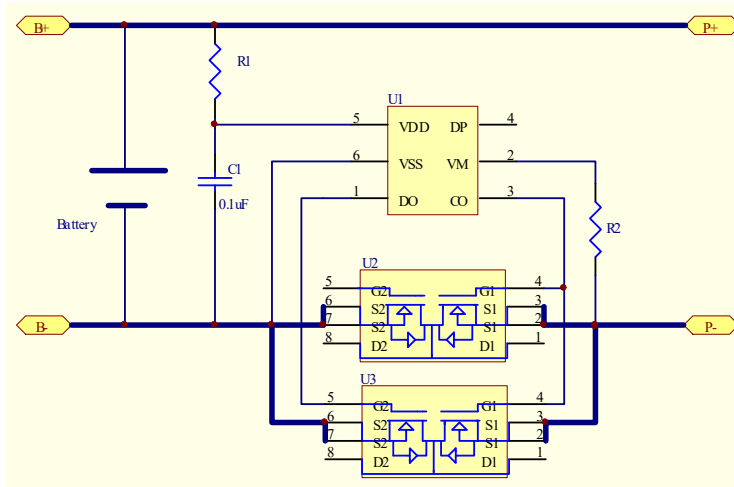 B+
P+
R1
U1
5 VDD DP 4
6 VSS VM 2
1 DO CO 3
C1
0.1uF
Battery
R2
U2
5 G2 G1 4
6 S2 S1 3
7 S2 S1 2
8 D2 D1 1
B-
P-
U3
5 G2 G1 4
6 S2 S1 3
7 S2 S1 2
8 D2 D1 1